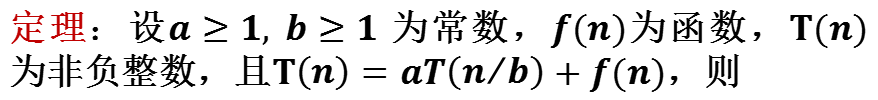 定理：设a ≥ 1, b ≥ 1 为常数，f(n)为函数，T(n)
为非负整数，且T(n) = aT(n/b) + f(n)，则